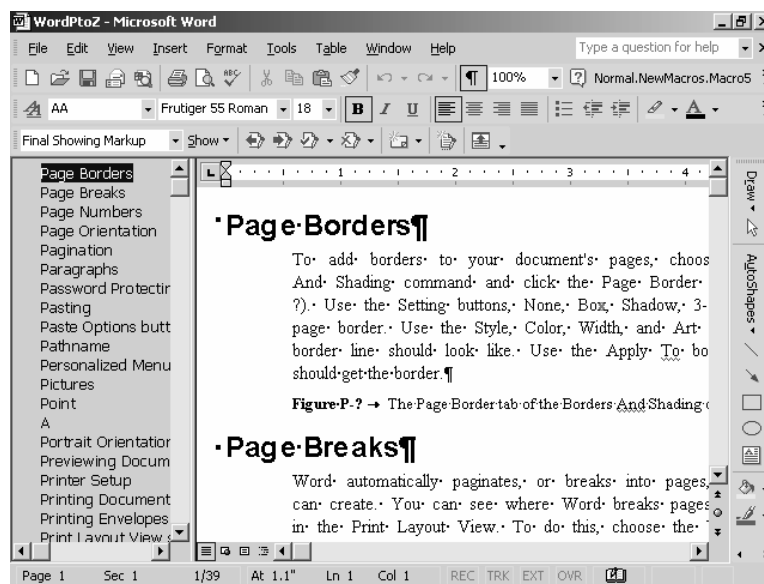 WordPtoZ - Microsoft Word
File Edit View Insert Format Tools Table Window Help Type a question for help
100% Normal.NewMacros.Macro5
AA Frutiger 55 Roman 18 B I U
Final Showing Markup Show
Page Borders
Page Breaks
Page Numbers
Page Orientation
Pagination
Paragraphs
Password Protectin
Pasting
Paste Options butt
Pathname
Personalized Menu
Pictures
Point
A
Portrait Orientation
Previewing Docum
Printer Setup
Printing Document
Printing Envelopes
Print Layout View
1 2 3 4
Page·Borders¶
To· add· borders· to· your· document's· pages,· choos
And· Shading· command· and· click· the· Page· Border·
?).· Use· the· Setting· buttons,· None,· Box,· Shadow,· 3-
page· border.· Use· the· Style,· Color,· Width,· and· Art·
border· line· should· look· like.· Use· the· Apply· To· bo
should·get·the·border.¶
Figure·P-?→ The·Page·Border·tab·of·the·Borders·And·Shading·
Page·Breaks¶
Word· automatically· paginates,· or· breaks· into· pages,
can· create.· You· can· see· where· Word· breaks· pages
in· the· Print· Layout· View.· To· do· this,· choose· the·
Draw
AutoShapes
Page 1 Sec 1 1/39 At 1.1" Ln 1 Col 1 REC TRK EXT OVR